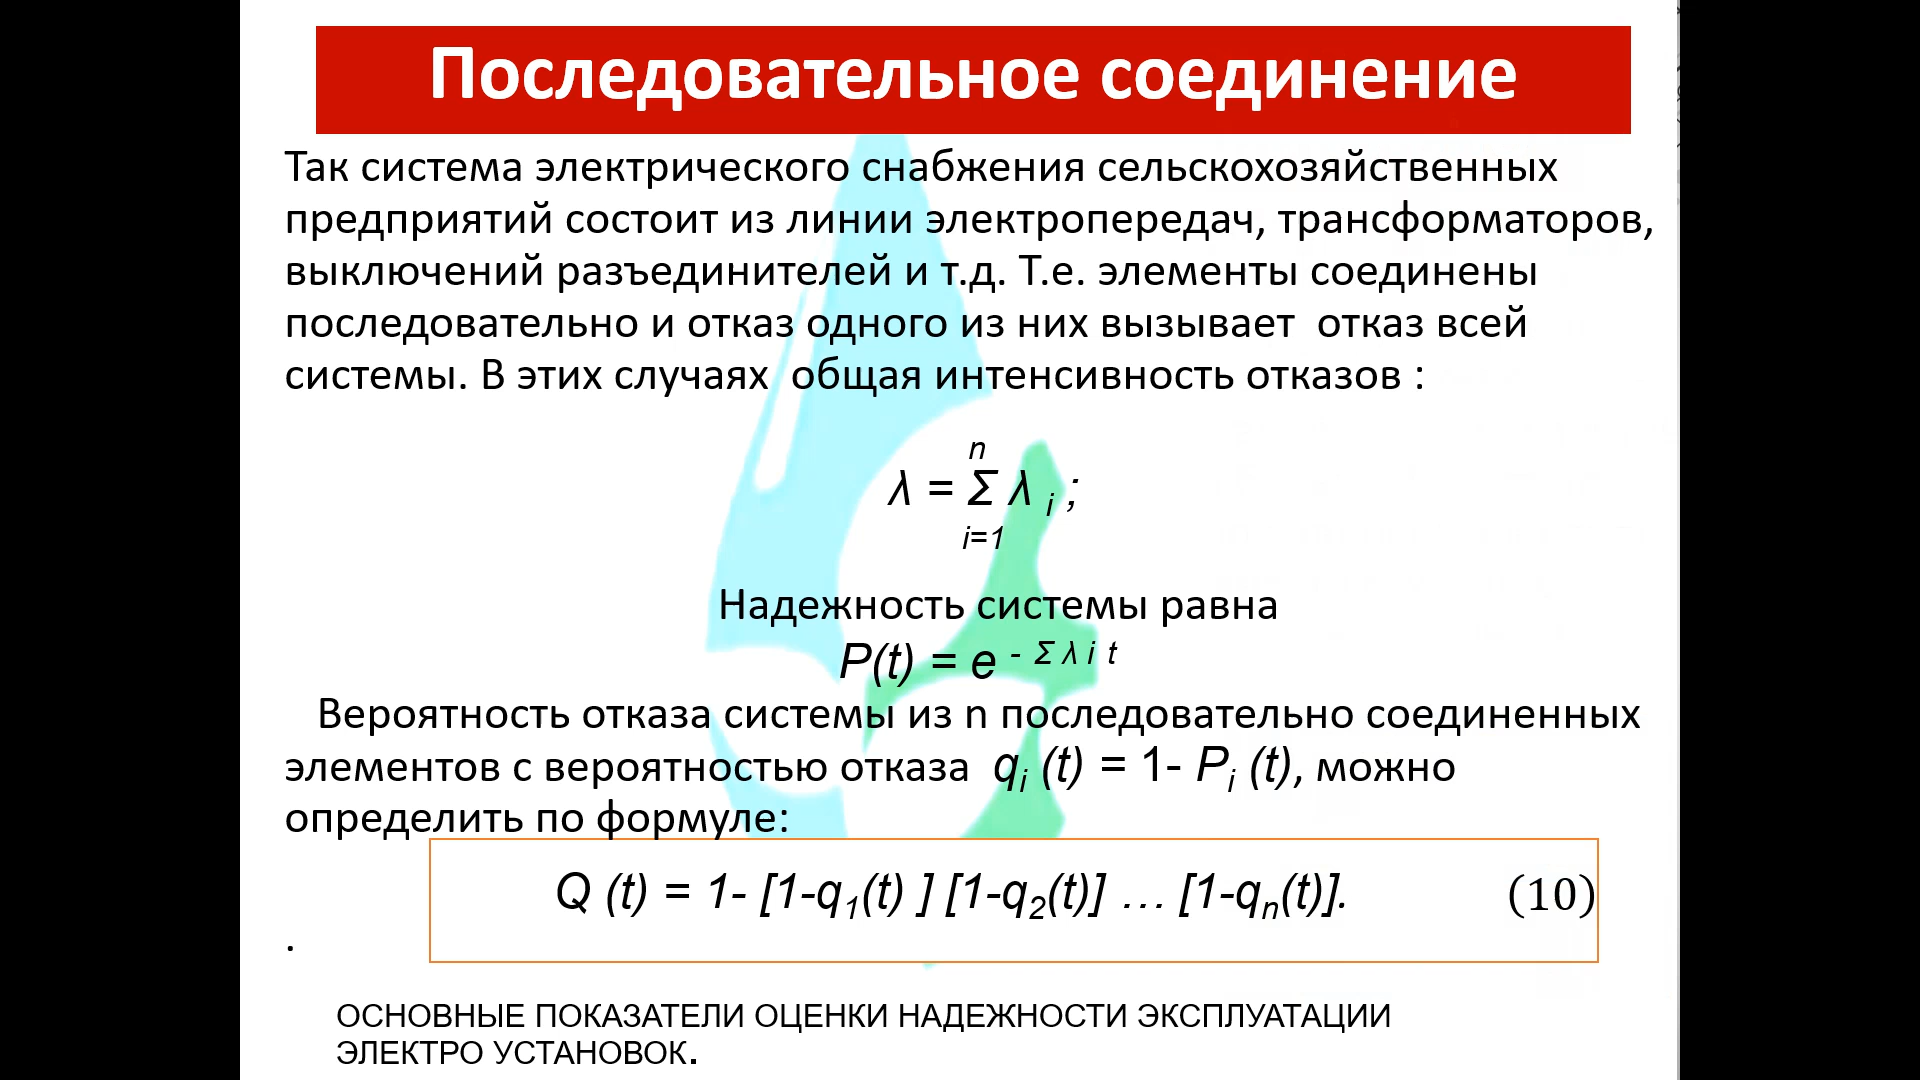 Последовательное соединение
Так система электрического снабжения сельскохозяйственных
предприятий состоит из линии электропередач, трансформаторов,
выключений разъединителей и т.д. Т.е. элементы соединены
последовательно и отказ одного из них вызывает  отказ всей
системы. В этих случаях  общая интенсивность отказов :
n
λ = Σ λ i ;
i=1
Надежность системы равна
P(t) = e - Σ λ i t
Вероятность отказа системы из n последовательно соединенных
элементов с вероятностью отказа  qi (t) = 1- Pi (t), можно
определить по формуле:
Q (t) = 1- [1-q1(t) ] [1-q2(t)] … [1-qn(t)]. (10)
.
ОСНОВНЫЕ ПОКАЗАТЕЛИ ОЦЕНКИ НАДЕЖНОСТИ ЭКСПЛУАТАЦИИ
ЭЛЕКТРО УСТАНОВОК.